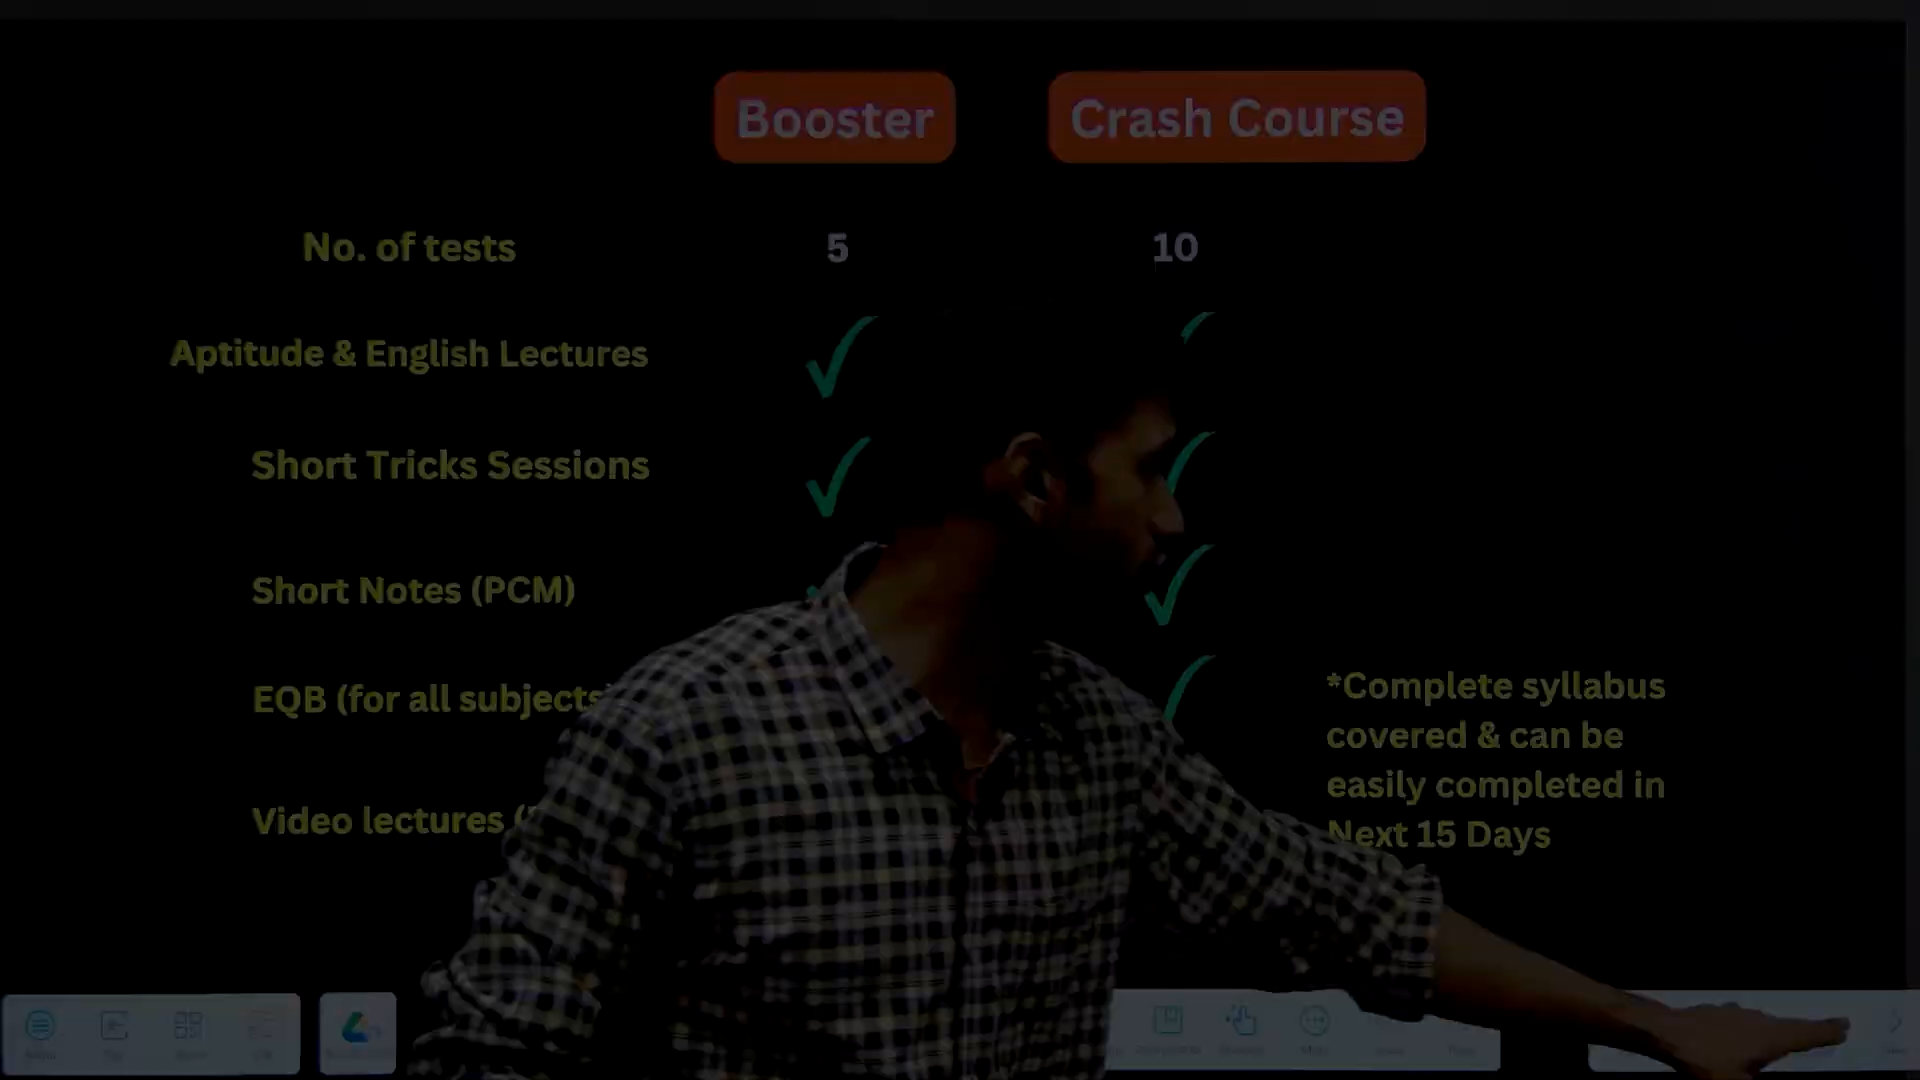 Booster Crash Course
No. of tests 5 10
Aptitude & English Lectures
Short Tricks Sessions
Short Notes (PCM)
EQB (for all subjects
Video lectures (
*Complete syllabus
covered & can be
easily completed in
Next 15 Days